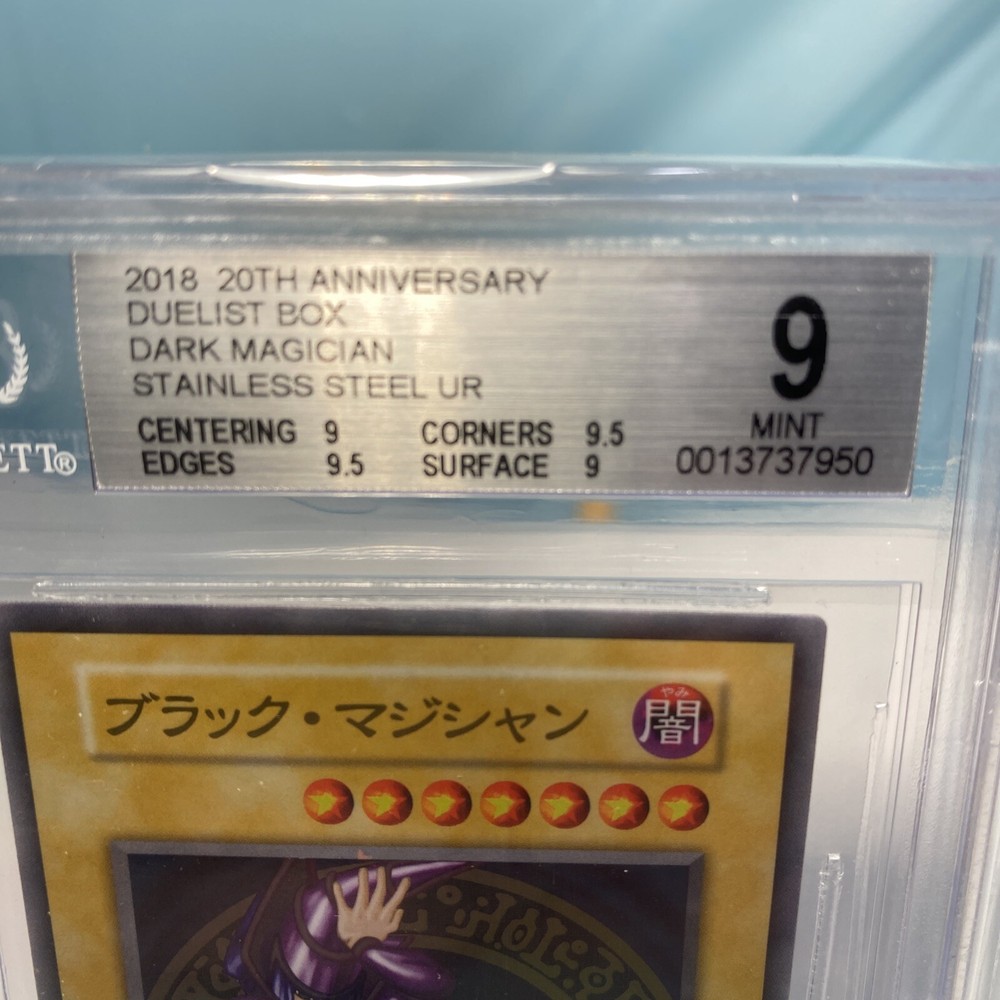 2018 20TH ANNIVERSARY
DUELIST BOX
DARK MAGICIAN
STAINLESS STEEL UR
CENTERING 9 CORNERS 9.5
EDGES 9.5 SURFACE 9
9
MINT
0013737950
ETT®
ブラック・マジシャン
やみ
闇